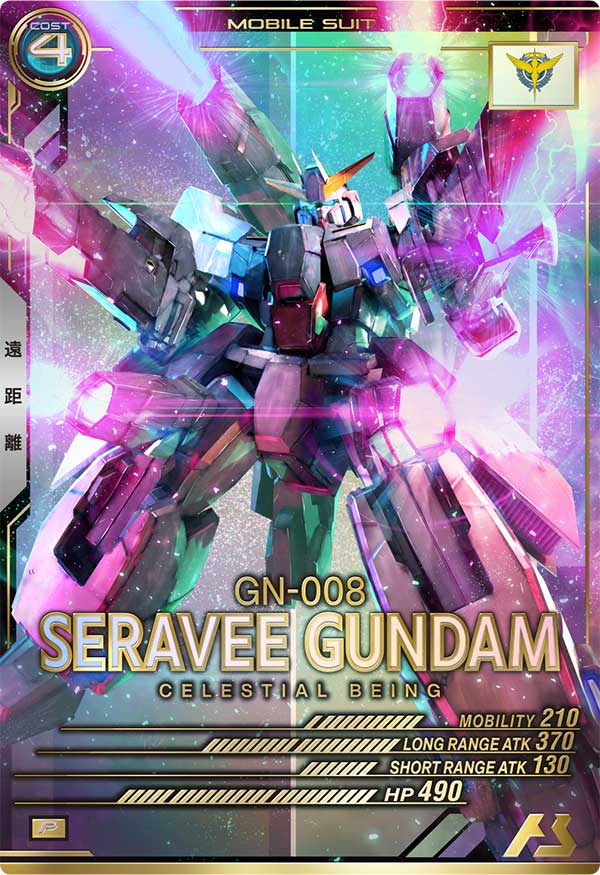 COST
4
MOBILE SUIT
遠距離
GN-008
SERAVEE GUNDAM
CELESTIAL BEING
MOBILITY 210
LONG RANGE ATK 370
SHORT RANGE ATK 130
HP 490
P
AS